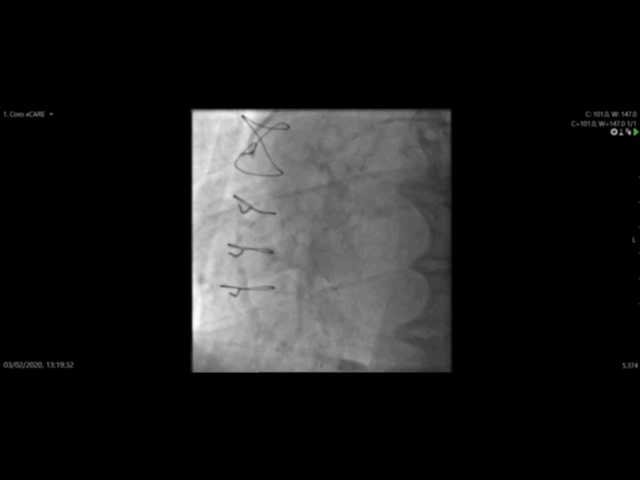 1. Coro xCARE
C: 101.0, W: 147.0
C=101.0, W=147.0 1/1
L
03/02/2020, 13:19:32
5.374